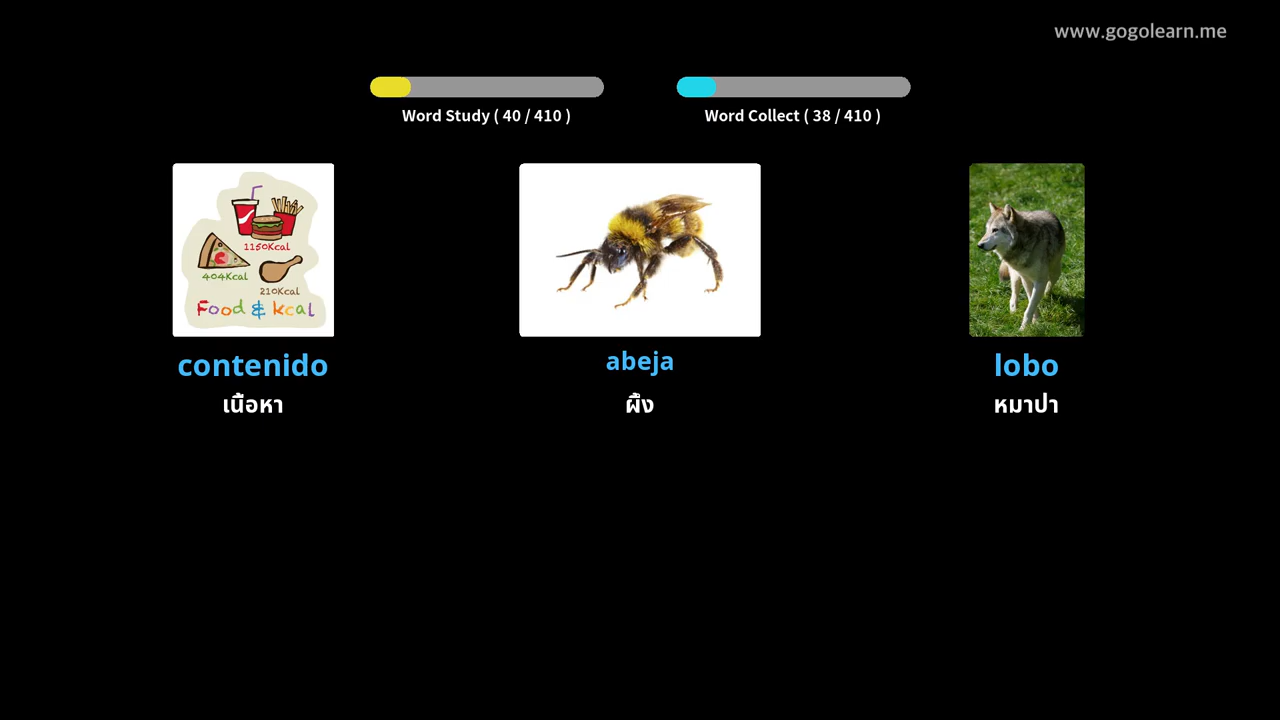 www.gogolearn.me
Word Study ( 40 / 410 )
Word Collect ( 38 / 410 )
1150Kcal
404Kcal
210Kcal
Food & kcal
contenido
abeja
lobo
เนื้อหา
ผึ้ง
หมาป่า